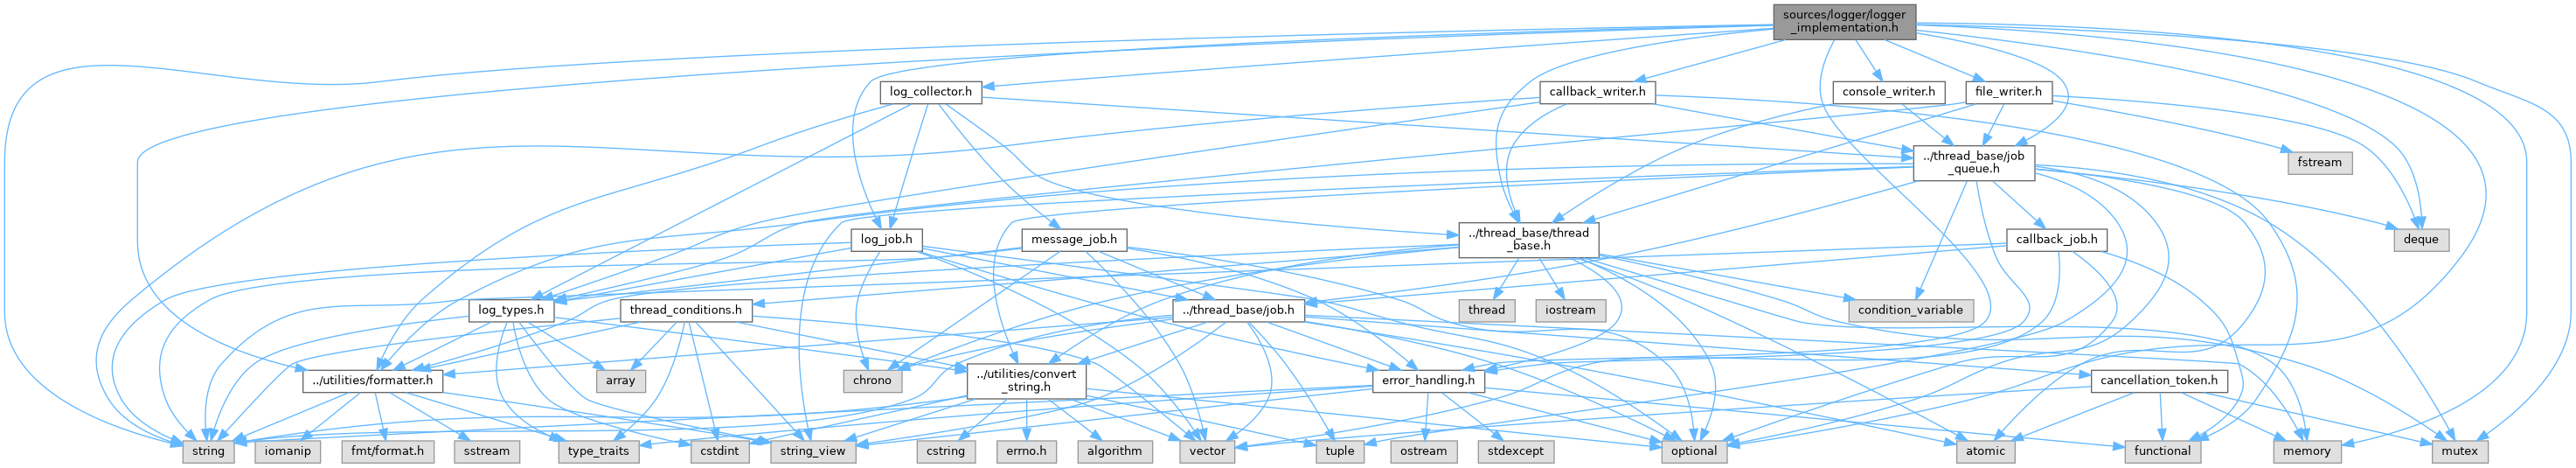 sources/logger/logger
_implementation.h
log_collector.h
callback_writer.h
console_writer.h
file_writer.h
../thread_base/job
_queue.h
fstream
log_job.h
message_job.h
../thread_base/thread
_base.h
callback_job.h
deque
log_types.h
thread_conditions.h
../thread_base/job.h
thread
iostream
condition_variable
../utilities/formatter.h
array
chrono
../utilities/convert
_string.h
error_handling.h
cancellation_token.h
string
iomanip
fmt/format.h
sstream
type_traits
cstdint
string_view
cstring
errno.h
algorithm
vector
tuple
ostream
stdexcept
optional
atomic
functional
memory
mutex